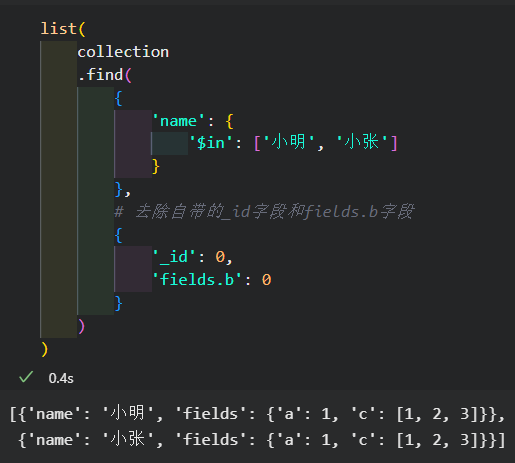 list(
collection
.find(
{
'name': {
'$in': ['小明', '小张']
}
},
# 去除自带的_id字段和fields.b字段
{
'_id': 0,
'fields.b': 0
}
)
)
0.4s
[{'name': '小明', 'fields': {'a': 1, 'c': [1, 2, 3]}},
{'name': '小张', 'fields': {'a': 1, 'c': [1, 2, 3]}}]